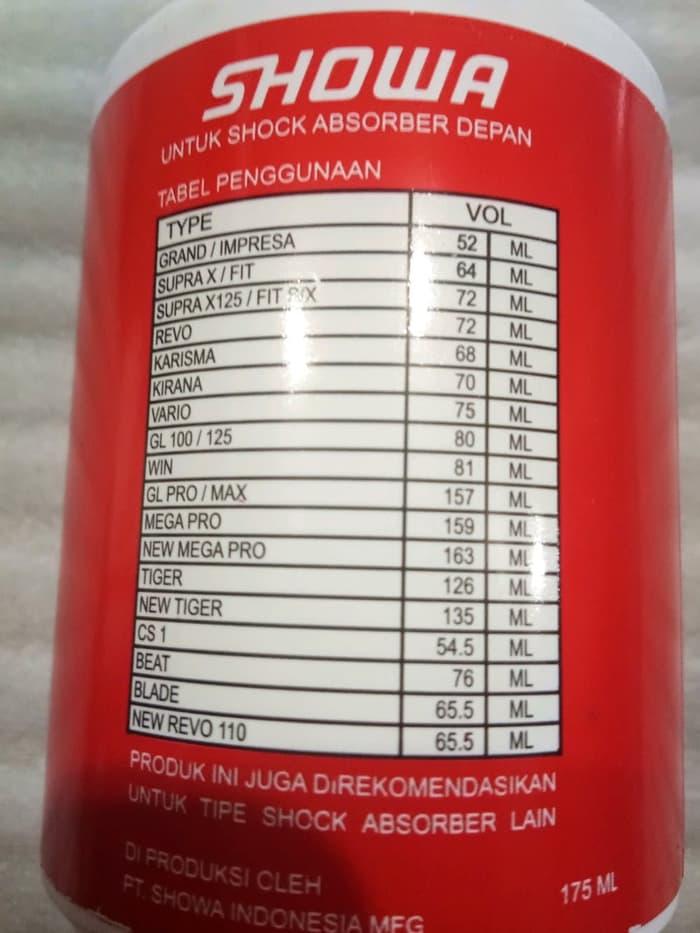 SHOWA
UNTUK SHOCK ABSORBER DEPAN
TABEL PENGGUNAAN
TYPE VOL
GRAND / IMPRESA 52 ML
SUPRA X / FIT 64 ML
SUPRA X125 / FIT S/X 72 ML
REVO 72 ML
KARISMA 68 ML
KIRANA 70 ML
VARIO 75 ML
GL 100 / 125 80 ML
WIN 81 ML
GL PRO / MAX 157 ML
MEGA PRO 159 ML
NEW MEGA PRO 163 ML
TIGER 126 ML
NEW TIGER 135 ML
CS 1 54.5 ML
BEAT 76 ML
BLADE 65.5 ML
NEW REVO 110 65.5 ML
PRODUK INI JUGA DiREKOMENDASIKAN
UNTUK TIPE SHOCK ABSORBER LAIN
DI PRODUKSI OLEH
PT. SHOWA INDONESIA MFG
175 ML